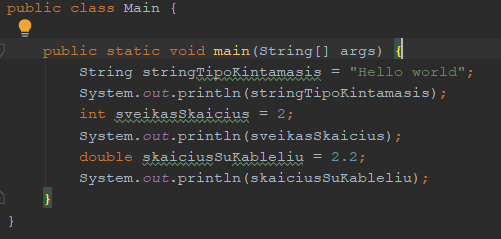 public class Main {
public static void main(String[] args) {
String stringTipoKintamasis = "Hello world";
System.out.println(stringTipoKintamasis);
int sveikasSkaicius = 2;
System.out.println(sveikasSkaicius);
double skaiciusSuKableliu = 2.2;
System.out.println(skaiciusSuKableliu);
}
}